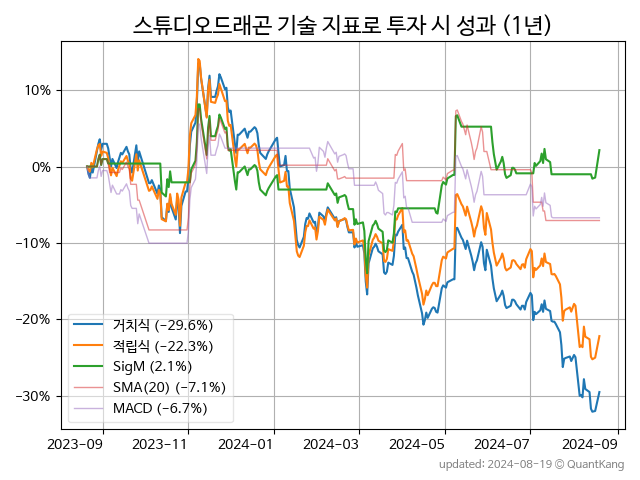 스튜디오드래곤 기술 지표로 투자 시 성과 (1년)
10%
0%
−10%
−20%
−30%
거치식 (−29.6%)
적립식 (−22.3%)
SigM (2.1%)
SMA(20) (−7.1%)
MACD (−6.7%)
2023−09 2023−11 2024−01 2024−03 2024−05 2024−07 2024−09
updated: 2024-08-19 © QuantKang